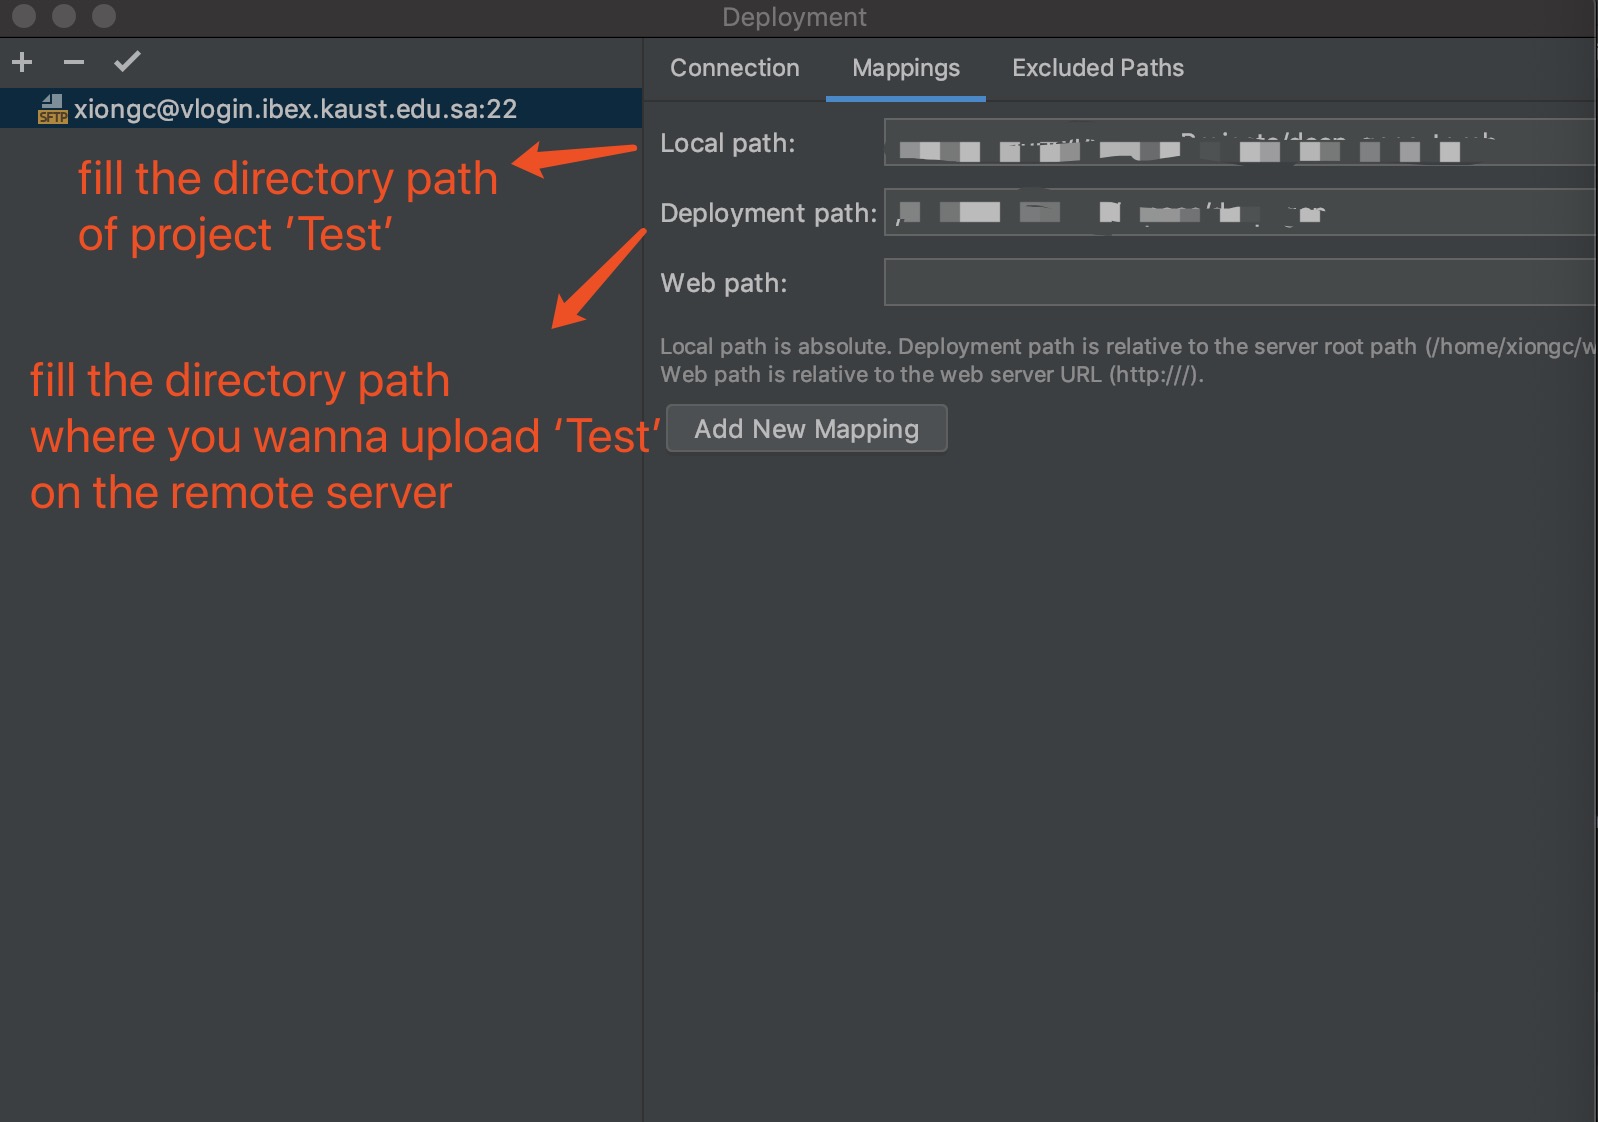 Deployment
Connection Mappings Excluded Paths
SFTP xiongc@vlogin.ibex.kaust.edu.sa:22
Local path:
fill the directory path
of project ‘Test’
Deployment path:
Web path:
Local path is absolute. Deployment path is relative to the server root path (/home/xiongc/w
Web path is relative to the web server URL (http:///).
fill the directory path
where you wanna upload ‘Test’
on the remote server
Add New Mapping